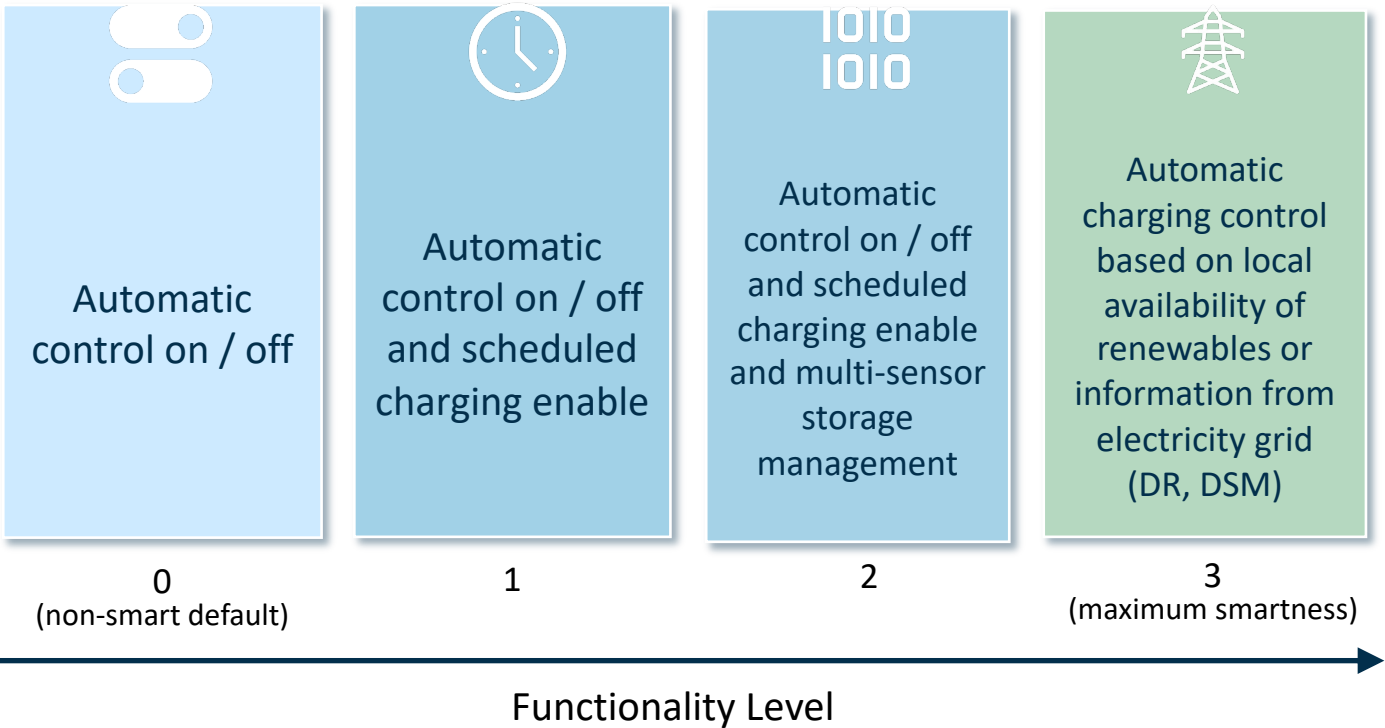 Automatic
control on / off
Automatic
control on / off
and scheduled
charging enable
1010
1010
Automatic
control on / off
and scheduled
charging enable
and multi-sensor
storage
management
Automatic
charging control
based on local
availability of
renewables or
information from
electricity grid
(DR, DSM)
0
(non-smart default)
1
2
3
(maximum smartness)
Functionality Level